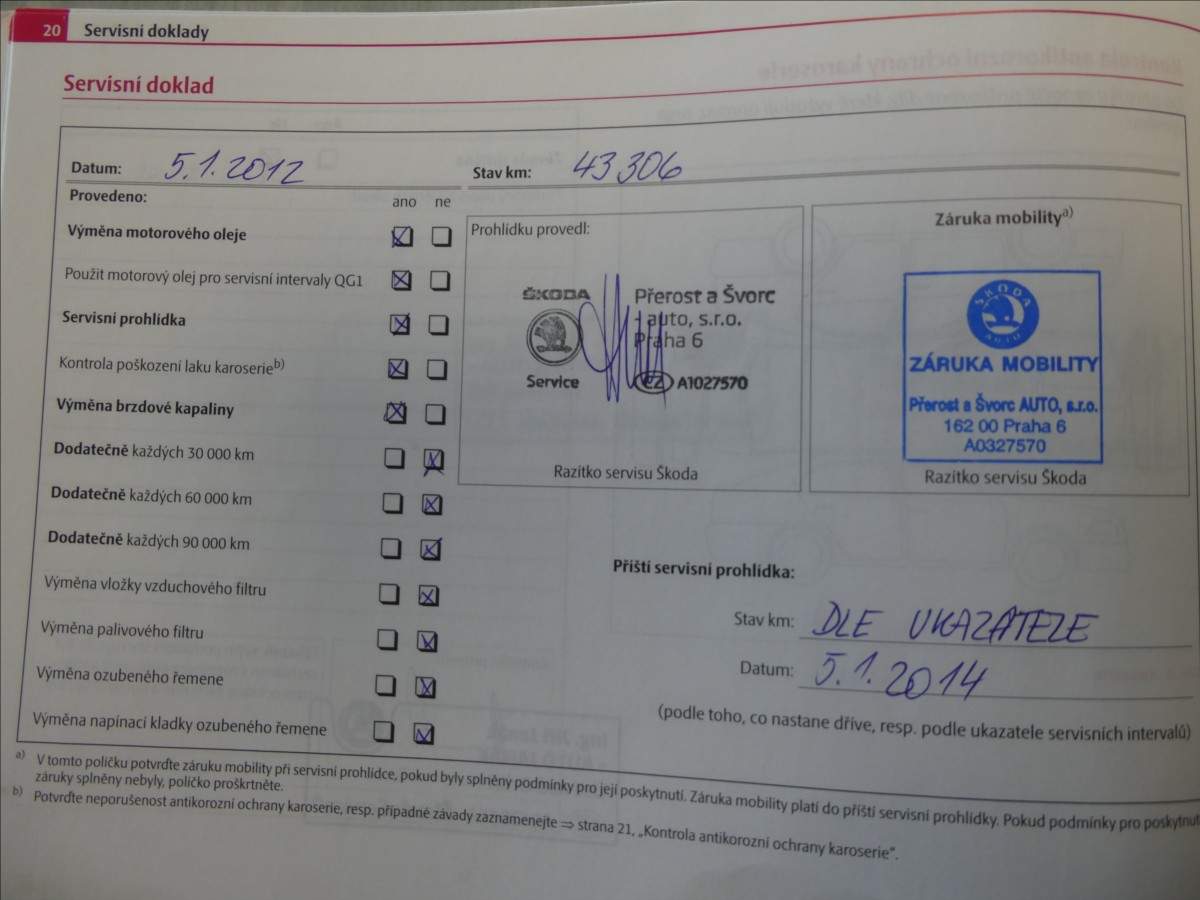 20 Servisní doklady
Servisní doklad
Datum: 5.1.2012 Stav km: 43 306
Provedeno: ano ne
Výměna motorového oleje
Použit motorový olej pro servisní intervaly QG1
Servisní prohlídka
Kontrola poškození laku karoserie b)
Výměna brzdové kapaliny
Dodatečně každých 30 000 km
Dodatečně každých 60 000 km
Dodatečně každých 90 000 km
Výměna vložky vzduchového filtru
Výměna palivového filtru
Výměna ozubeného řemene
Výměna napínací kladky ozubeného řemene
Prohlídku provedl:
ŠKODA
Service
Přerost a Švorc
- auto, s.r.o.
Praha 6
CZ A1027570
Razítko servisu Škoda
Záruka mobility a)
ŠKODA
AUTO
ZÁRUKA MOBILITY
Přerost a Švorc AUTO, s.r.o.
162 00 Praha 6
A0327570
Razítko servisu Škoda
Příští servisní prohlídka:
Stav km: DLE UKAZATELE
Datum: 5.1.2014
(podle toho, co nastane dříve, resp. podle ukazatele servisních intervalů)
a) V tomto políčku potvrďte záruku mobility při servisní prohlídce, pokud byly splněny podmínky pro její poskytnutí. Záruka mobility platí do příští servisní prohlídky. Pokud podmínky pro poskytnut
záruky splněny nebyly, políčko proškrtněte.
b) Potvrďte neporušenost antikorozní ochrany karoserie, resp. případné závady zaznamenejte ⇒ strana 21, „Kontrola antikorozní ochrany karoserie“.